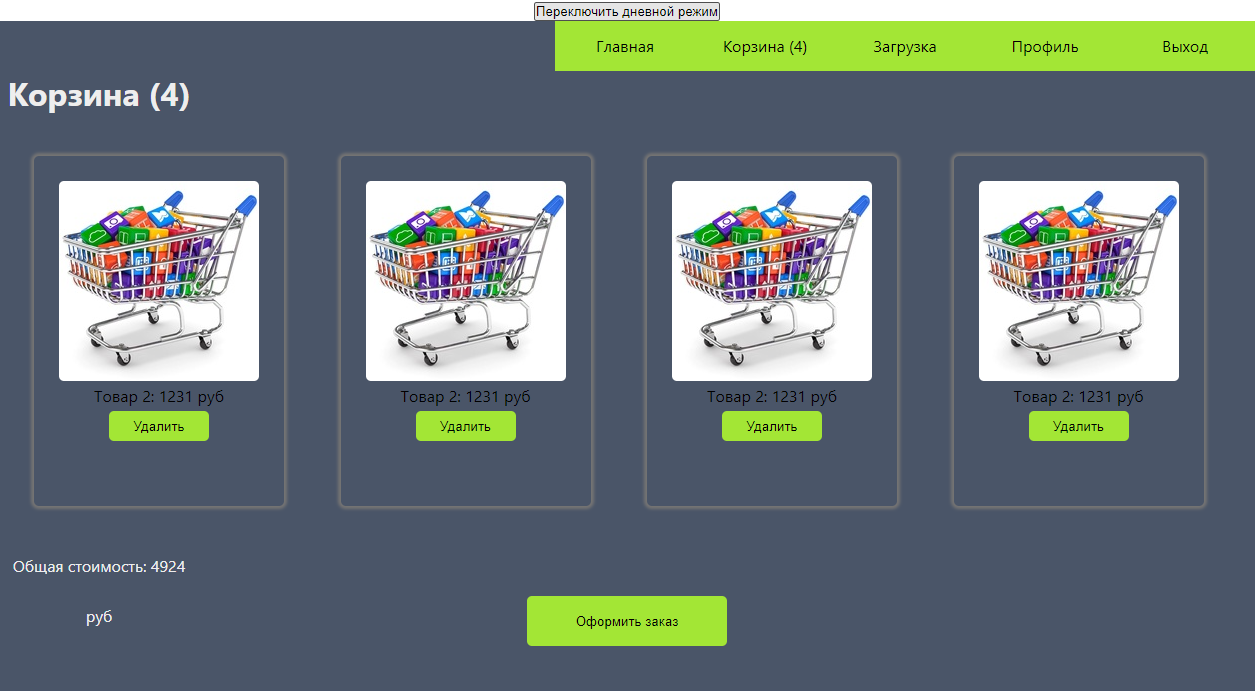 Переключить дневной режим
Главная Корзина (4) Загрузка Профиль Выход
Корзина (4)
Товар 2: 1231 руб Товар 2: 1231 руб Товар 2: 1231 руб Товар 2: 1231 руб
Удалить Удалить Удалить Удалить
Общая стоимость: 4924
руб
Оформить заказ